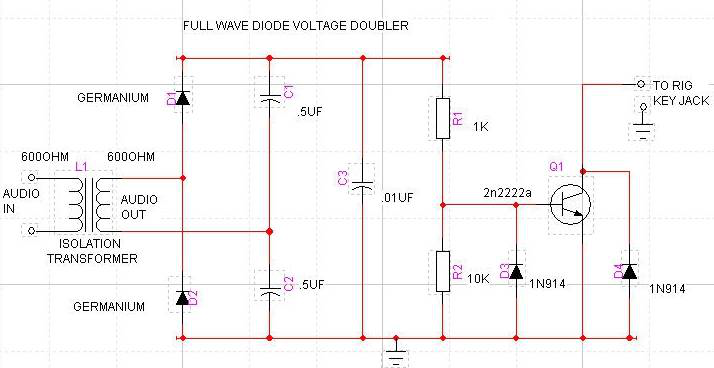 FULL WAVE DIODE VOLTAGE DOUBLER
GERMANIUM
D1
C1
.5UF
TO RIG
KEY JACK
R1
1K
600OHM
L1
600OHM
Q1
AUDIO
IN
AUDIO
OUT
C3
.01UF
2n2222a
ISOLATION
TRANSFORMER
GERMANIUM
D2
C2
.5UF
R2
10K
D3
1N914
D4
1N914